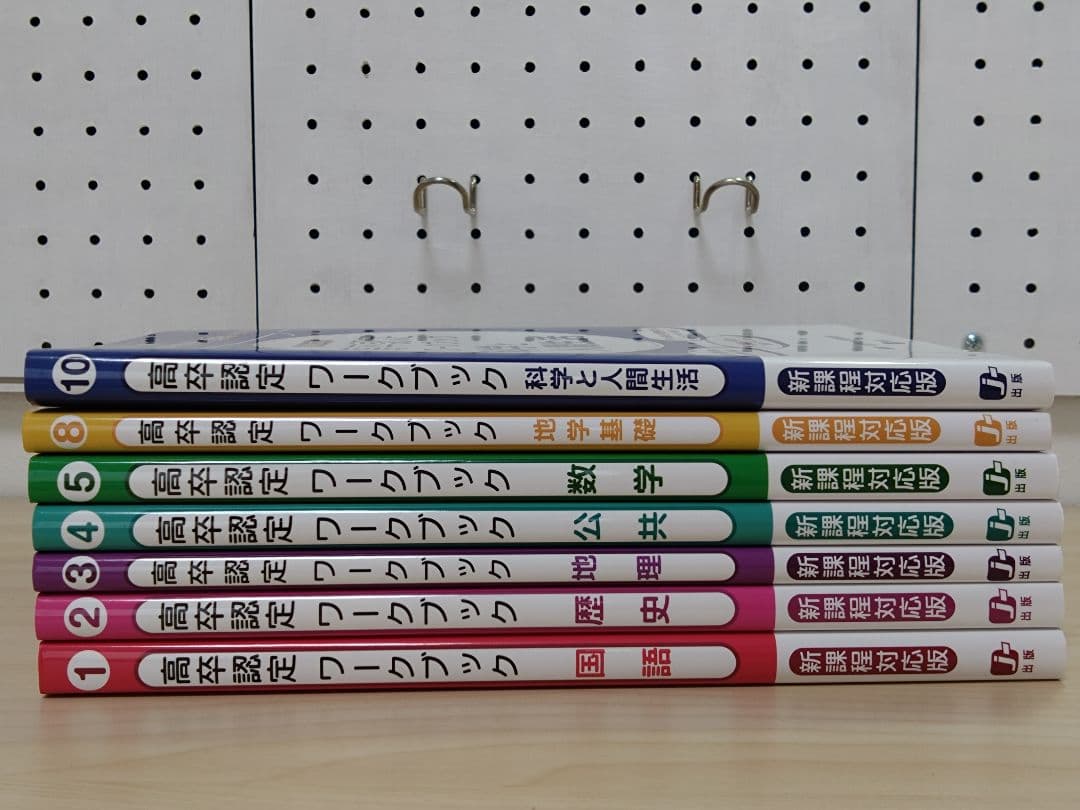 10 高卒認定 ワークブック 科学と人間生活 新課程対応版 J- 出版
8 高卒認定 ワークブック 地学基礎 新課程対応版 J- 出版
5 高卒認定 ワークブック 数学 新課程対応版 J- 出版
4 高卒認定 ワークブック 公共 新課程対応版 J- 出版
3 高卒認定 ワークブック 地理 新課程対応版 J- 出版
2 高卒認定 ワークブック 歴史 新課程対応版 J- 出版
1 高卒認定 ワークブック 国語 新課程対応版 J- 出版